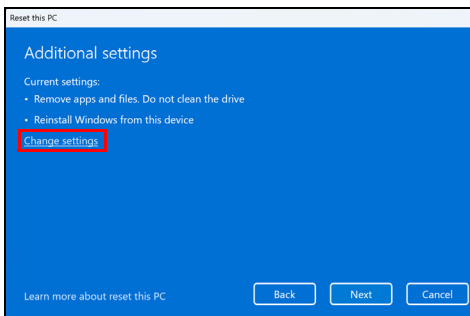 Reset this PC
Additional settings
Current settings:
• Remove apps and files. Do not clean the drive
• Reinstall Windows from this device
Change settings
Learn more about reset this PC
Back
Next
Cancel